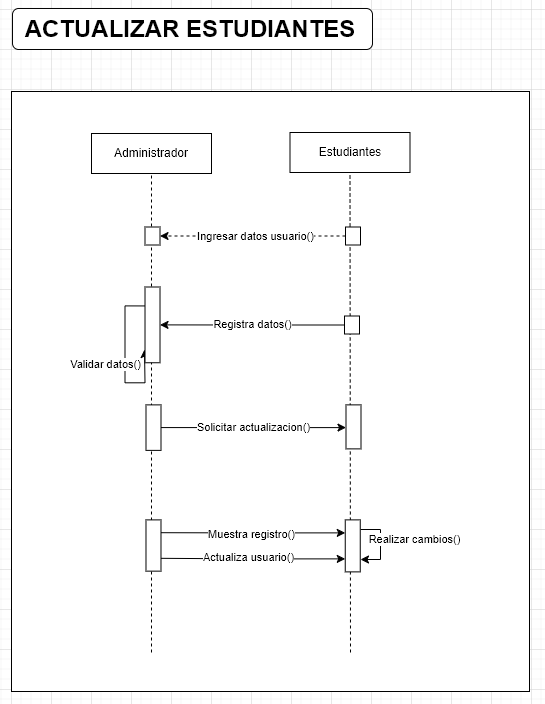 ACTUALIZAR ESTUDIANTES
Administrador
Estudiantes
Ingresar datos usuario()
Registra datos()
Validar datos()
Solicitar actualizacion()
Muestra registro()
Realizar cambios()
Actualiza usuario()